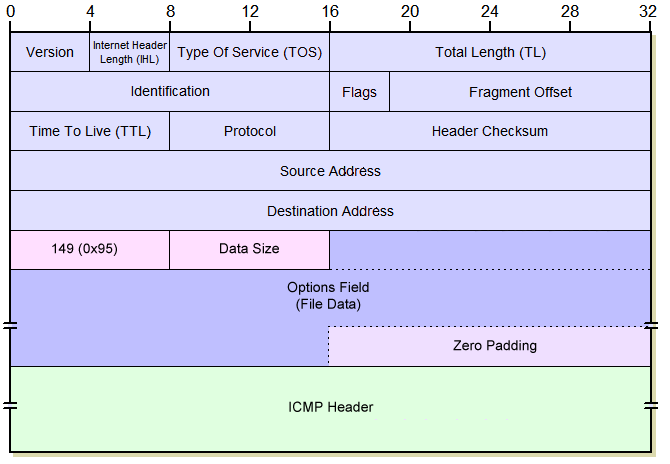 0 4 8 12 16 20 24 28 32
Version Internet Header Type Of Service (TOS) Total Length (TL)
Length (IHL)
Identification Flags Fragment Offset
Time To Live (TTL) Protocol Header Checksum
Source Address
Destination Address
149 (0x95) Data Size
Options Field
(File Data)
Zero Padding
ICMP Header